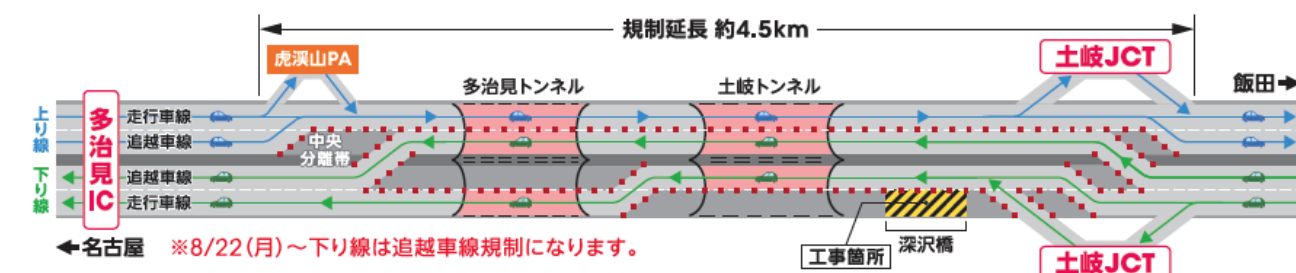 規制延長 約4.5km
虎渓山PA
土岐JCT
多治見トンネル
土岐トンネル
飯田➡
上り線
多治見IC
走行車線
追越車線
中央
分離帯
下り線
追越車線
走行車線
⬅名古屋
※8/22(月)～下り線は追越車線規制になります。
工事箇所
深沢橋
土岐JCT